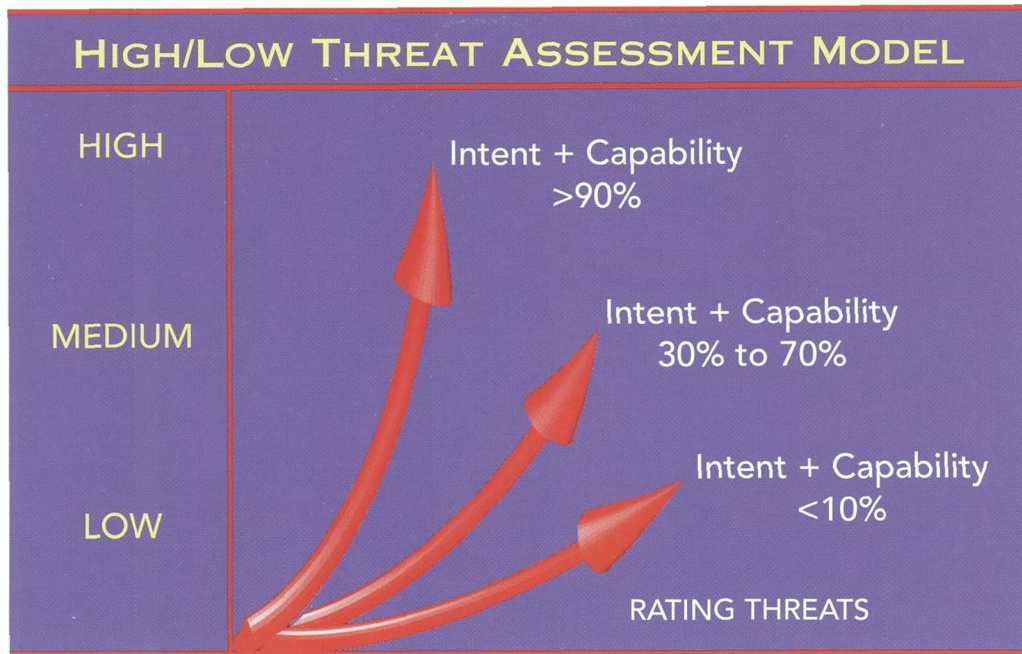 HIGH/LOW THREAT ASSESSMENT MODEL
HIGH
Intent + Capability
>90%
MEDIUM
Intent + Capability
30% to 70%
LOW
Intent + Capability
<10%
RATING THREATS